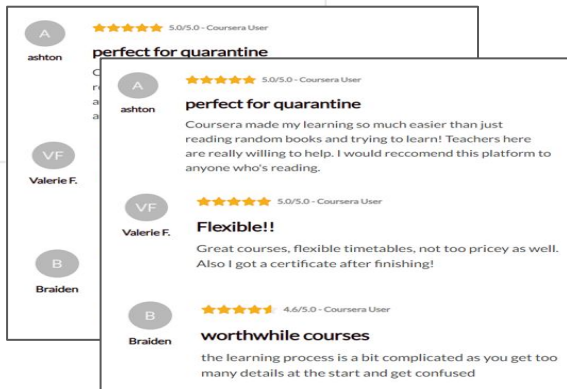 A
5.0/5.0 - Coursera User
ashton
perfect for quarantine
C
r
a
a
VF
Valerie F.
B
Braiden
A
5.0/5.0 - Coursera User
ashton
perfect for quarantine
Coursera made my learning so much easier than just
reading random books and trying to learn! Teachers here
are really willing to help. I would reccomend this platform to
anyone who's reading.
VF
5.0/5.0 - Coursera User
Valerie F.
Flexible!!
Great courses, flexible timetables, not too pricey as well.
Also I got a certificate after finishing!
B
4.6/5.0 - Coursera User
Braiden
worthwhile courses
the learning process is a bit complicated as you get too
many details at the start and get confused